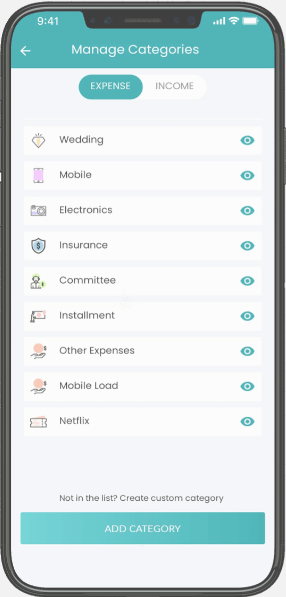 9:41
Manage Categories
EXPENSE INCOME
Wedding
Mobile
Electronics
Insurance
Committee
Installment
Other Expenses
Mobile Load
Netflix
Not in the list? Create custom category
ADD CATEGORY